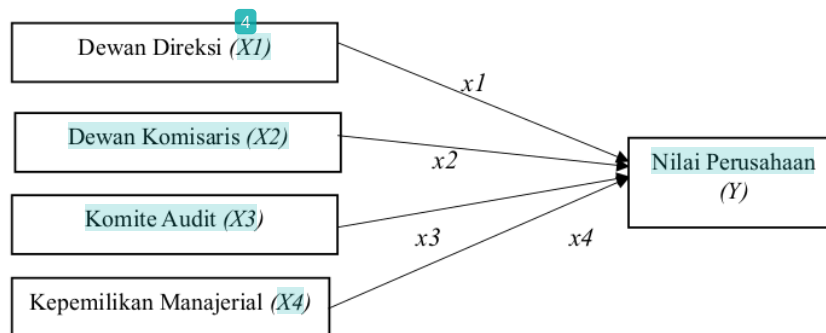 4
Dewan Direksi (X1)
x1
Dewan Komisaris (X2)
x2
Nilai Perusahaan
(Y)
Komite Audit (X3)
x3
x4
Kepemilikan Manajerial (X4)